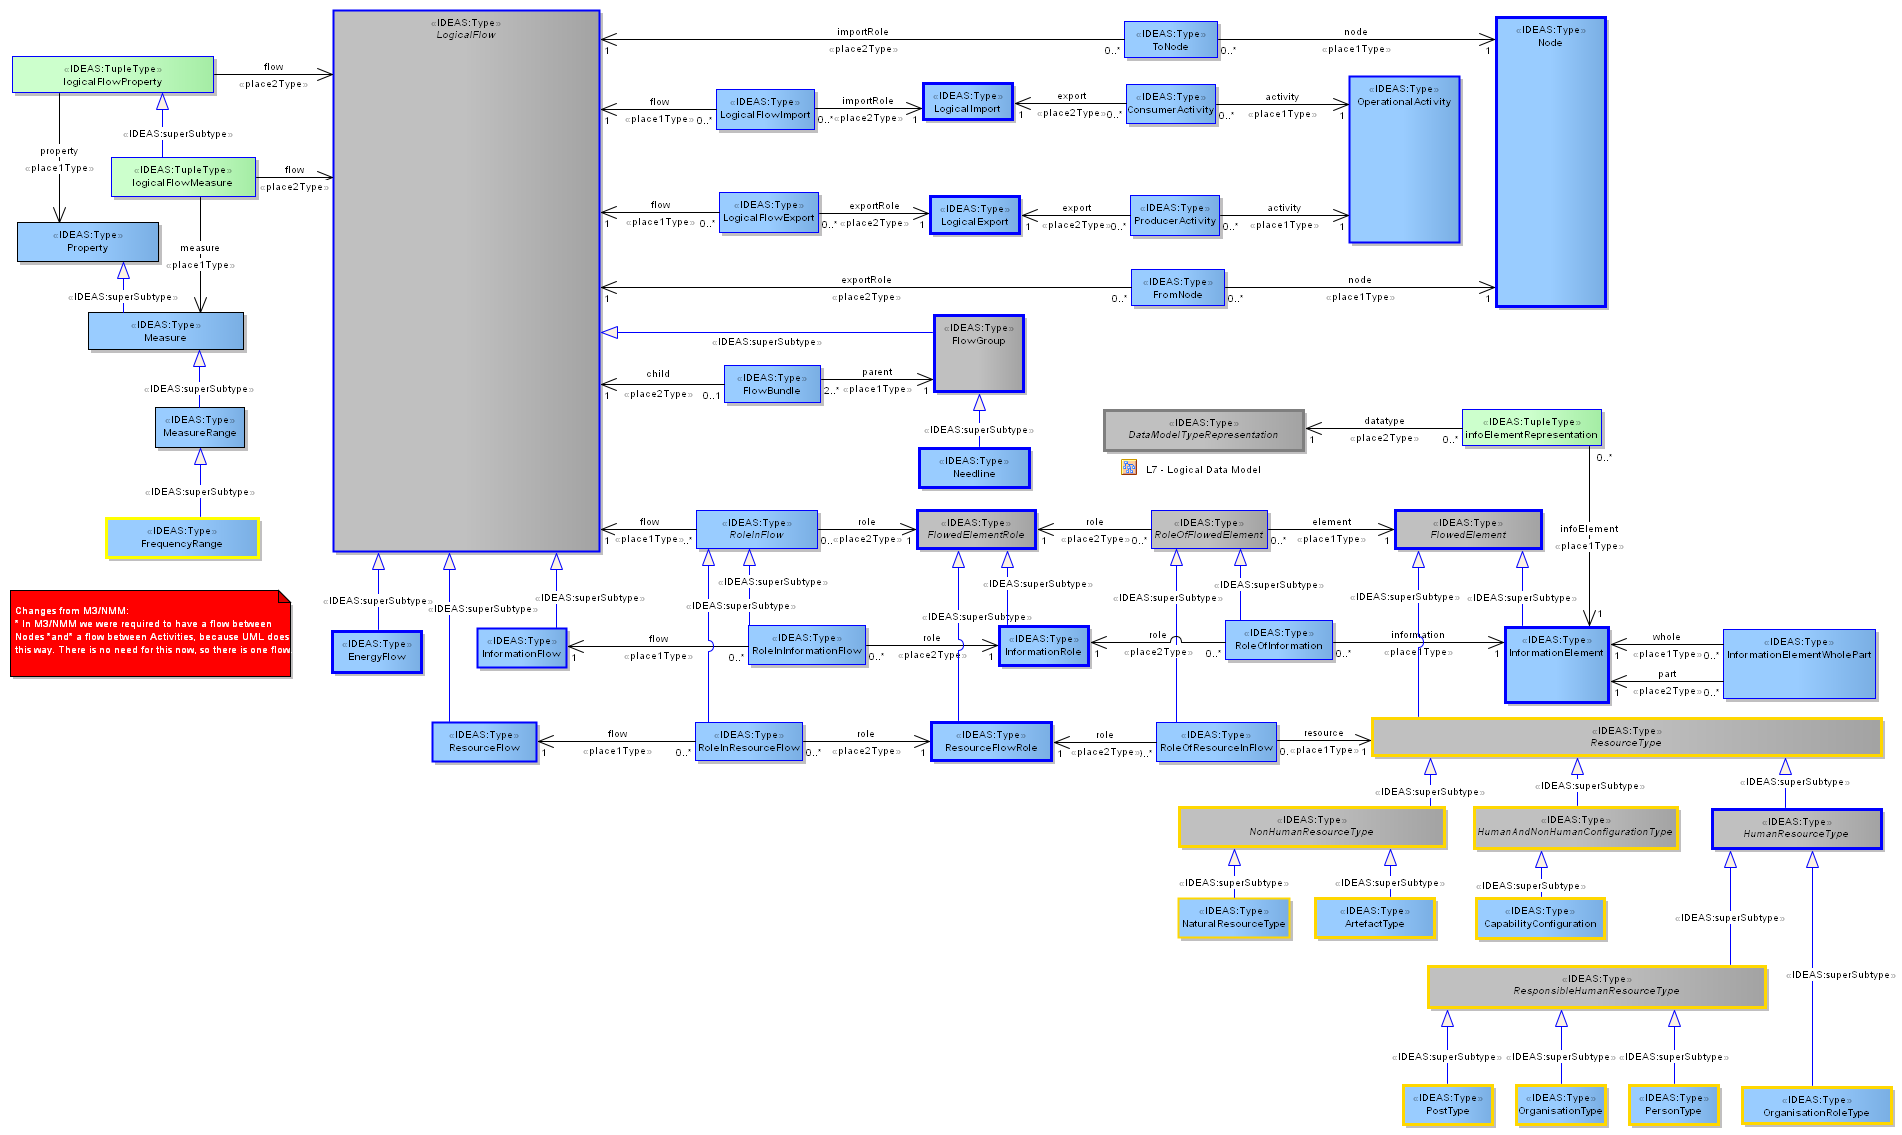 «IDEAS:Type»
LogicalFlow
importRole
«place2Type»
1
0..*
«IDEAS:Type»
ToNode
0..*
node
«place1Type»
1
«IDEAS:Type»
Node
«IDEAS:TupleType»
logicalFlowProperty
flow
«place2Type»
«IDEAS:superSubtype»
property
«place1Type»
«IDEAS:TupleType»
logicalFlowMeasure
flow
«place2Type»
flow
«place1Type»
1
0..*
«IDEAS:Type»
LogicalFlowImport
0..*
importRole
«place2Type»
1
«IDEAS:Type»
LogicalImport
1
export
«place2Type»
0..*
«IDEAS:Type»
ConsumerActivity
0..*
activity
«place1Type»
1
«IDEAS:Type»
OperationalActivity
flow
«place1Type»
1
0..*
«IDEAS:Type»
LogicalFlowExport
0..*
exportRole
«place2Type»
1
«IDEAS:Type»
LogicalExport
1
export
«place2Type»
0..*
«IDEAS:Type»
ProducerActivity
0..*
activity
«place1Type»
1
«IDEAS:Type»
Property
measure
«place1Type»
«IDEAS:superSubtype»
exportRole
«place2Type»
1
0..*
«IDEAS:Type»
FromNode
0..*
node
«place1Type»
1
«IDEAS:Type»
Measure
«IDEAS:superSubtype»
«IDEAS:superSubtype»
«IDEAS:Type»
FlowGroup
child
«place2Type»
1
0..1
«IDEAS:Type»
FlowBundle
2..*
parent
«place1Type»
1
«IDEAS:superSubtype»
«IDEAS:Type»
Needline
«IDEAS:Type»
MeasureRange
«IDEAS:superSubtype»
«IDEAS:Type»
FrequencyRange
«IDEAS:Type»
DataModelTypeRepresentation
L7 - Logical Data Model
1
datatype
«place2Type»
0..*
«IDEAS:TupleType»
infoElementRepresentation
0..*
infoElement
«place1Type»
1
flow
«place1Type»
1
..*
«IDEAS:Type»
RoleInFlow
0..
role
«place2Type»
1
«IDEAS:Type»
FlowedElementRole
1
role
«place2Type»
0..*
«IDEAS:Type»
RoleOfFlowedElement
0..*
element
«place1Type»
1
«IDEAS:Type»
FlowedElement
Changes from M3/NMM:
* In M3/NMM we were required to have a flow between
Nodes *and* a flow between Activities, because UML does
this way. There is no need for this now, so there is one flow
«IDEAS:superSubtype»
«IDEAS:superSubtype»
«IDEAS:superSubtype»
«IDEAS:superSubtype»
«IDEAS:superSubtype»
«IDEAS:superSubtype»
«IDEAS:superSubtype»
«IDEAS:superSubtype»
«IDEAS:superSubtype»
«IDEAS:superSubtype»
«IDEAS:superSubtype»
«IDEAS:Type»
EnergyFlow
«IDEAS:Type»
InformationFlow
flow
«place1Type»
1
0..*
«IDEAS:Type»
RoleInInformationFlow
0..*
role
«place2Type»
1
«IDEAS:Type»
InformationRole
1
role
«place2Type»
0..*
«IDEAS:Type»
RoleOfInformation
0..*
information
«place1Type»
1
«IDEAS:Type»
InformationElement
1
whole
«place1Type»
0..*
1
part
«place2Type»
0..*
«IDEAS:Type»
InformationElementWholePart
«IDEAS:Type»
ResourceFlow
1
flow
«place1Type»
0..*
«IDEAS:Type»
RoleInResourceFlow
0..*
role
«place2Type»
1
«IDEAS:Type»
ResourceFlowRole
1
role
«place2Type»
)..*
«IDEAS:Type»
RoleOfResourceInFlow
0..
resource
«place1Type»
1
«IDEAS:Type»
ResourceType
«IDEAS:superSubtype»
«IDEAS:superSubtype»
«IDEAS:superSubtype»
«IDEAS:Type»
NonHumanResourceType
«IDEAS:Type»
HumanAndNonHumanConfigurationType
«IDEAS:Type»
HumanResourceType
«IDEAS:superSubtype»
«IDEAS:superSubtype»
«IDEAS:superSubtype»
«IDEAS:Type»
NaturalResourceType
«IDEAS:Type»
ArtefactType
«IDEAS:Type»
CapabilityConfiguration
«IDEAS:superSubtype»
«IDEAS:superSubtype»
«IDEAS:Type»
ResponsibleHumanResourceType
«IDEAS:superSubtype»
«IDEAS:superSubtype»
«IDEAS:superSubtype»
«IDEAS:Type»
PostType
«IDEAS:Type»
OrganisationType
«IDEAS:Type»
PersonType
«IDEAS:Type»
OrganisationRoleType